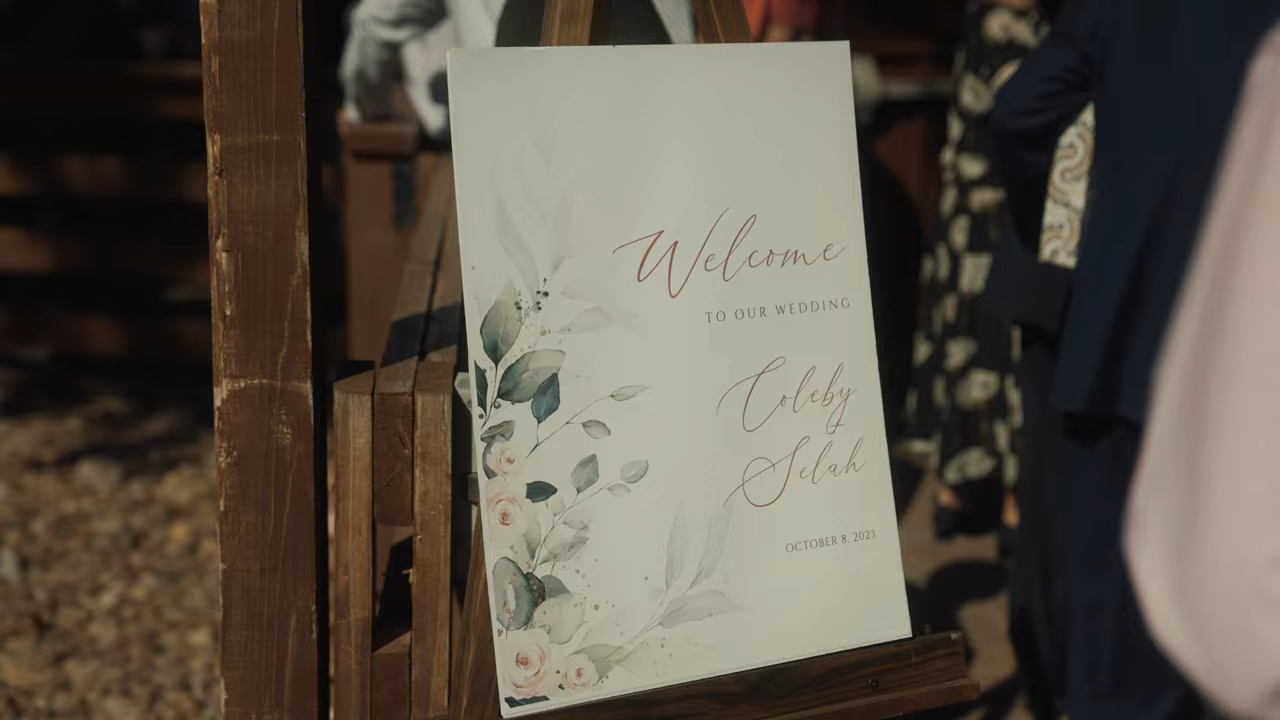 Welcome
TO OUR WEDDING
Coleby
Selah
OCTOBER 8, 2023